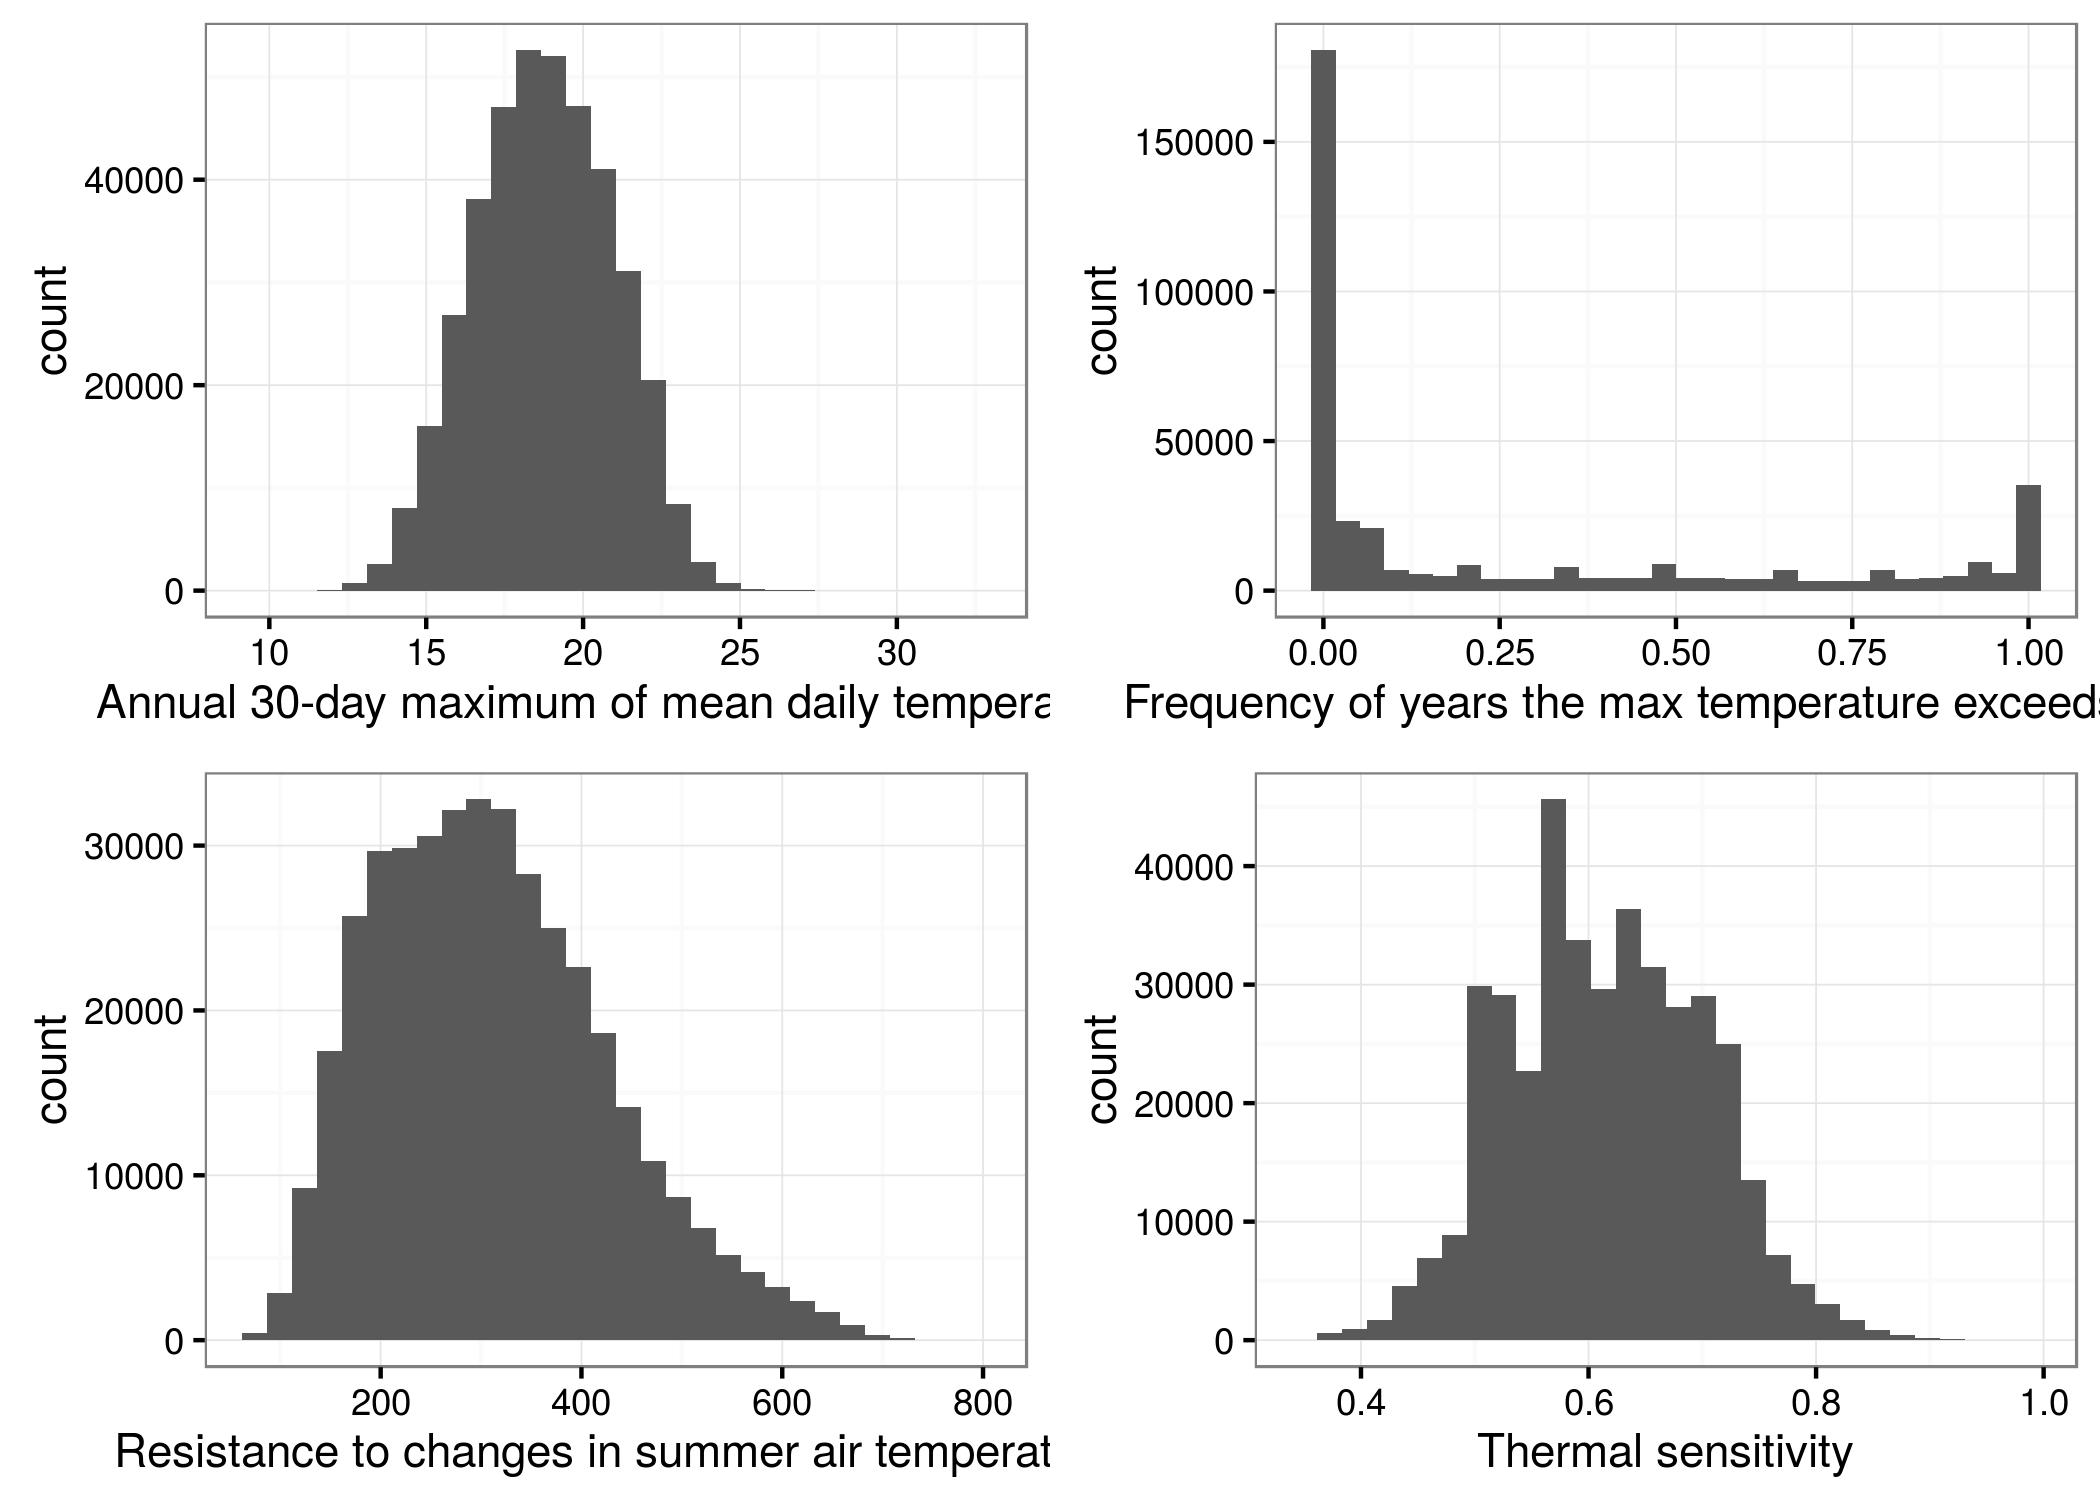 count
40000
20000
0
10 15 20 25 30
Annual 30-day maximum of mean daily tempera
count
150000
100000
50000
0
0.00 0.25 0.50 0.75 1.00
Frequency of years the max temperature exceeds
count
30000
20000
10000
0
200 400 600 800
Resistance to changes in summer air temperat
count
40000
30000
20000
10000
0
0.4 0.6 0.8 1.0
Thermal sensitivity